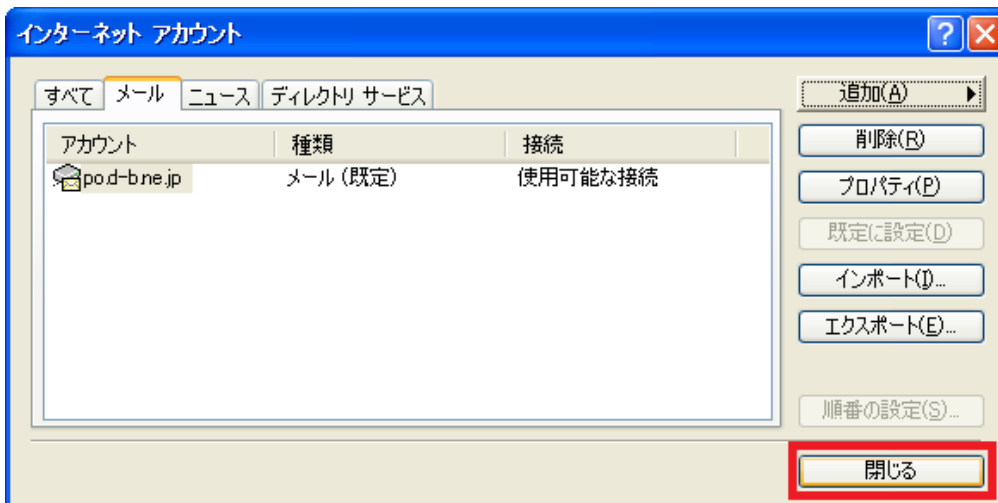 インターネット アカウント
すべて メール ニュース ディレクトリ サービス
アカウント 種類 接続
po.d-b.ne.jp メール (既定) 使用可能な接続
追加(A)
削除(R)
プロパティ(P)
既定に設定(D)
インポート(I)...
エクスポート(E)...
順番の設定(S)...
閉じる